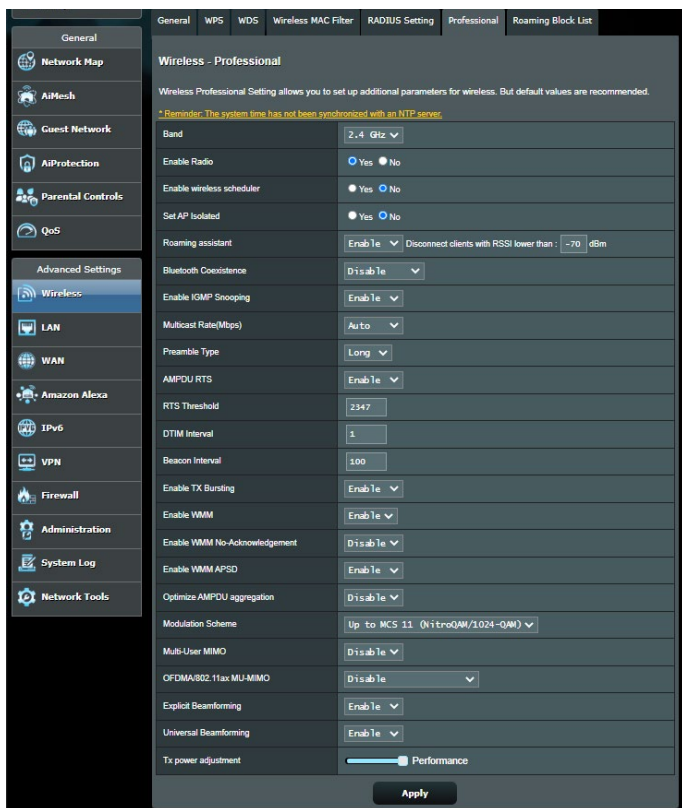 General WPS WDS Wireless MAC Filter RADIUS Setting Professional Roaming Block List
General
Network Map
AiMesh
Guest Network
AiProtection
Parental Controls
QoS
Advanced Settings
Wireless
LAN
WAN
Amazon Alexa
IPv6
VPN
Firewall
Administration
System Log
Network Tools
Wireless - Professional
Wireless Professional Setting allows you to set up additional parameters for wireless. But default values are recommended.
* Reminder: The system time has not been synchronized with an NTP server.
Band 2.4 GHz
Enable Radio Yes No
Enable wireless scheduler Yes No
Set AP Isolated Yes No
Roaming assistant Enable Disconnect clients with RSSI lower than : -70 dBm
Bluetooth Coexistence Disable
Enable IGMP Snooping Enable
Multicast Rate(Mbps) Auto
Preamble Type Long
AMPDU RTS Enable
RTS Threshold 2347
DTIM Interval 1
Beacon Interval 100
Enable TX Bursting Enable
Enable WMM Enable
Enable WMM No-Acknowledgement Disable
Enable WMM APSD Enable
Optimize AMPDU aggregation Disable
Modulation Scheme Up to MCS 11 (NitroQAM/1024-QAM)
Multi-User MIMO Disable
OFDMA/802.11ax MU-MIMO Disable
Explicit Beamforming Enable
Universal Beamforming Enable
Tx power adjustment Performance
Apply